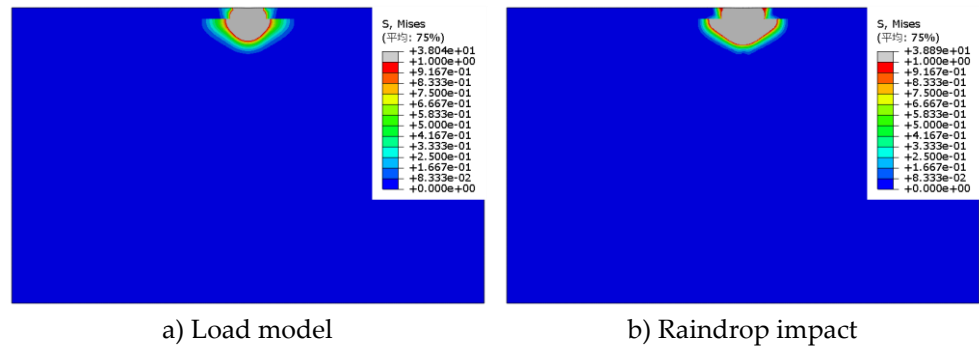 S, Mises
(平均: 75%)
+3.804e+01
+1.000e+00
+9.167e-01
+8.333e-01
+7.500e-01
+6.667e-01
+5.833e-01
+5.000e-01
+4.167e-01
+3.333e-01
+2.500e-01
+1.667e-01
+8.333e-02
+0.000e+00
S, Mises
(平均: 75%)
+3.889e+01
+1.000e+00
+9.167e-01
+8.333e-01
+7.500e-01
+6.667e-01
+5.833e-01
+5.000e-01
+4.167e-01
+3.333e-01
+2.500e-01
+1.667e-01
+8.333e-02
+0.000e+00
a) Load model
b) Raindrop impact